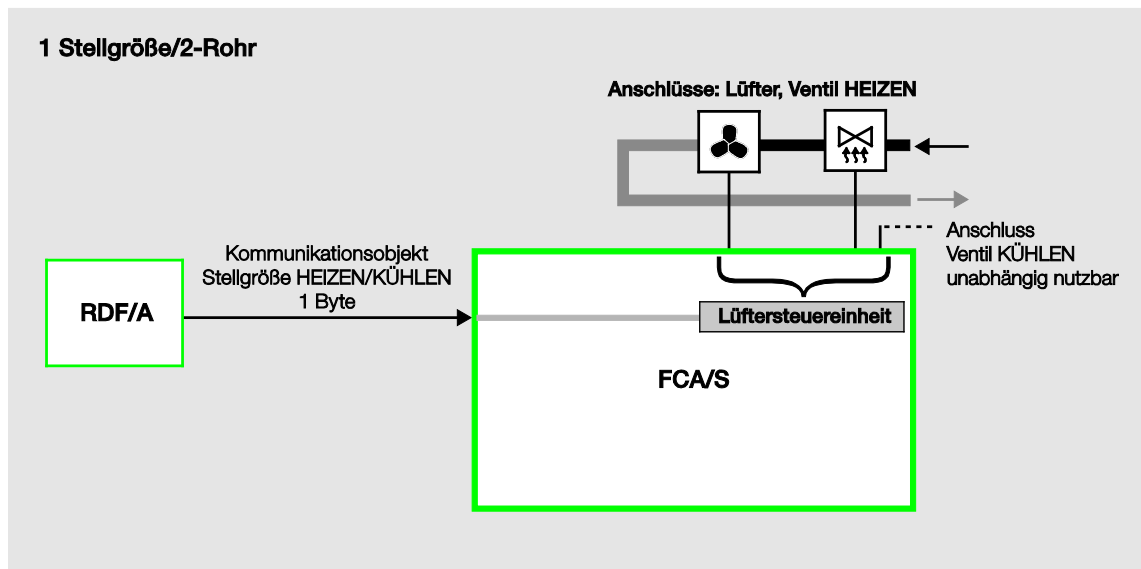 1 Stellgröße/2-Rohr
Anschlüsse: Lüfter, Ventil HEIZEN
Anschluss
Ventil KÜHLEN
unabhängig nutzbar
Kommunikationsobjekt
Stellgröße HEIZEN/KÜHLEN
1 Byte
RDF/A
Lüftersteuereinheit
FCA/S